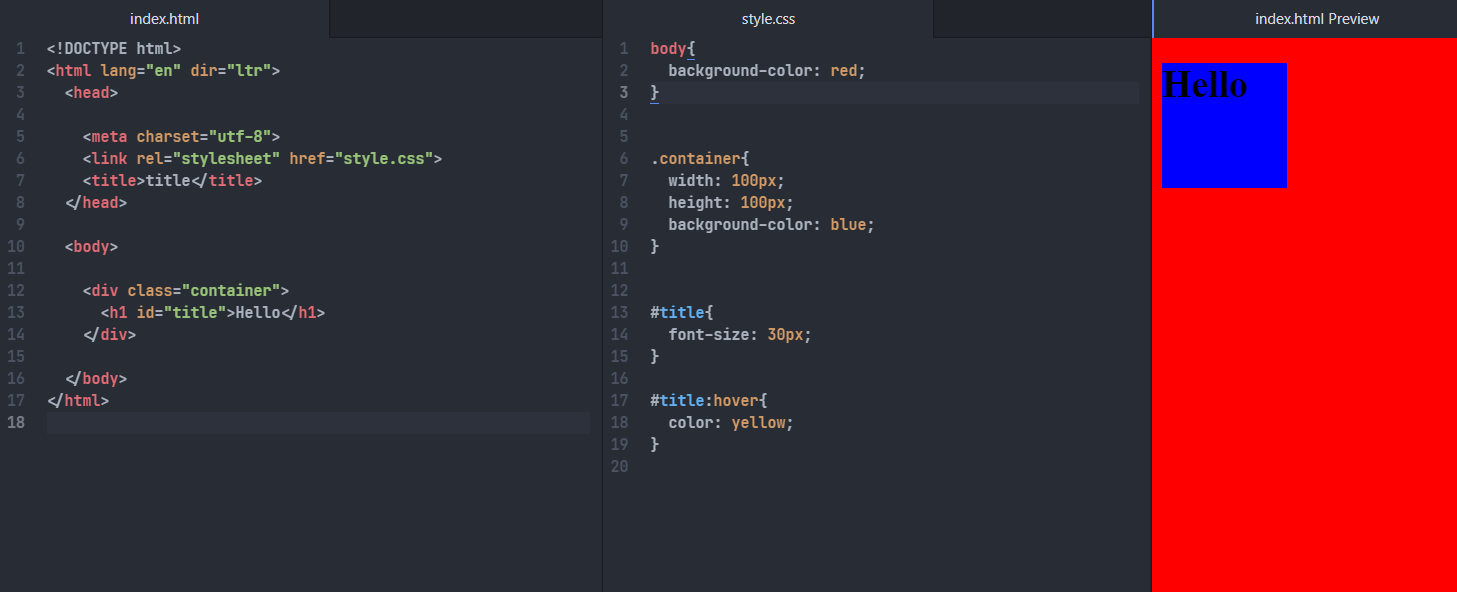 index.html
1 <!DOCTYPE html>
2 <html lang="en" dir="ltr">
3   <head>
4
5     <meta charset="utf-8">
6     <link rel="stylesheet" href="style.css">
7     <title>title</title>
8   </head>
9
10   <body>
11
12     <div class="container">
13       <h1 id="title">Hello</h1>
14     </div>
15
16   </body>
17 </html>
18
style.css
1 body{
2   background-color: red;
3 }
4
5
6 .container{
7   width: 100px;
8   height: 100px;
9   background-color: blue;
10 }
11
12
13 #title{
14   font-size: 30px;
15 }
16
17 #title:hover{
18   color: yellow;
19 }
20
index.html Preview
Hello